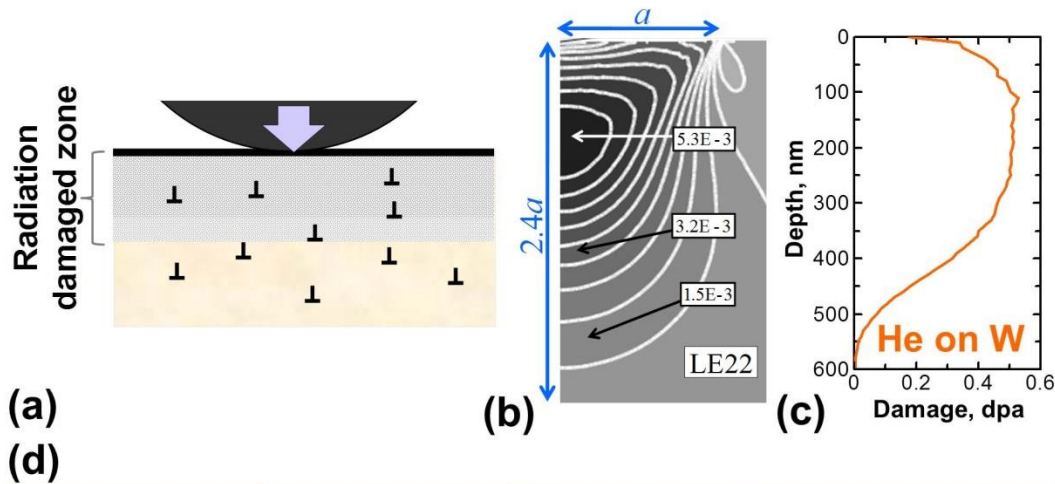 Radiation
damaged zone
(a)
a
2.4a
5.3E-3
3.2E-3
1.5E-3
LE22
(b)
0
100
200
300
400
500
600
Depth, nm
He on W
0 0.2 0.4 0.6
Damage, dpa
(c)
(d)